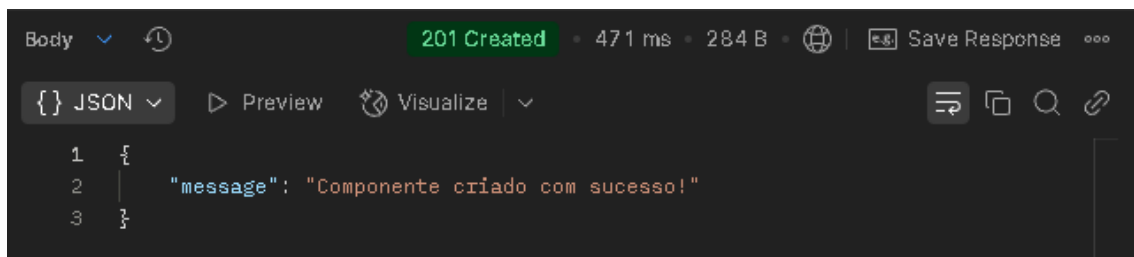 Body 201 Created • 471 ms • 284 B • e.g. Save Response
{} JSON Preview Visualize
1 {
2 "message": "Componente criado com sucesso!"
3 }